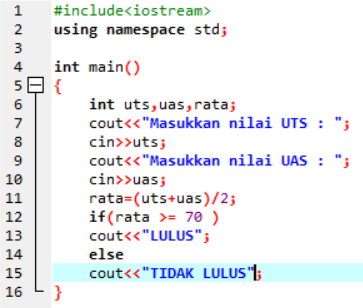 1 #include<iostream>
2 using namespace std;
3
4 int main()
5 {
6 int uts,uas,rata;
7 cout<<"Masukkan nilai UTS : ";
8 cin>>uts;
9 cout<<"Masukkan nilai UAS : ";
10 cin>>uas;
11 rata=(uts+uas)/2;
12 if(rata >= 70 )
13 cout<<"LULUS";
14 else
15 cout<<"TIDAK LULUS";
16 }